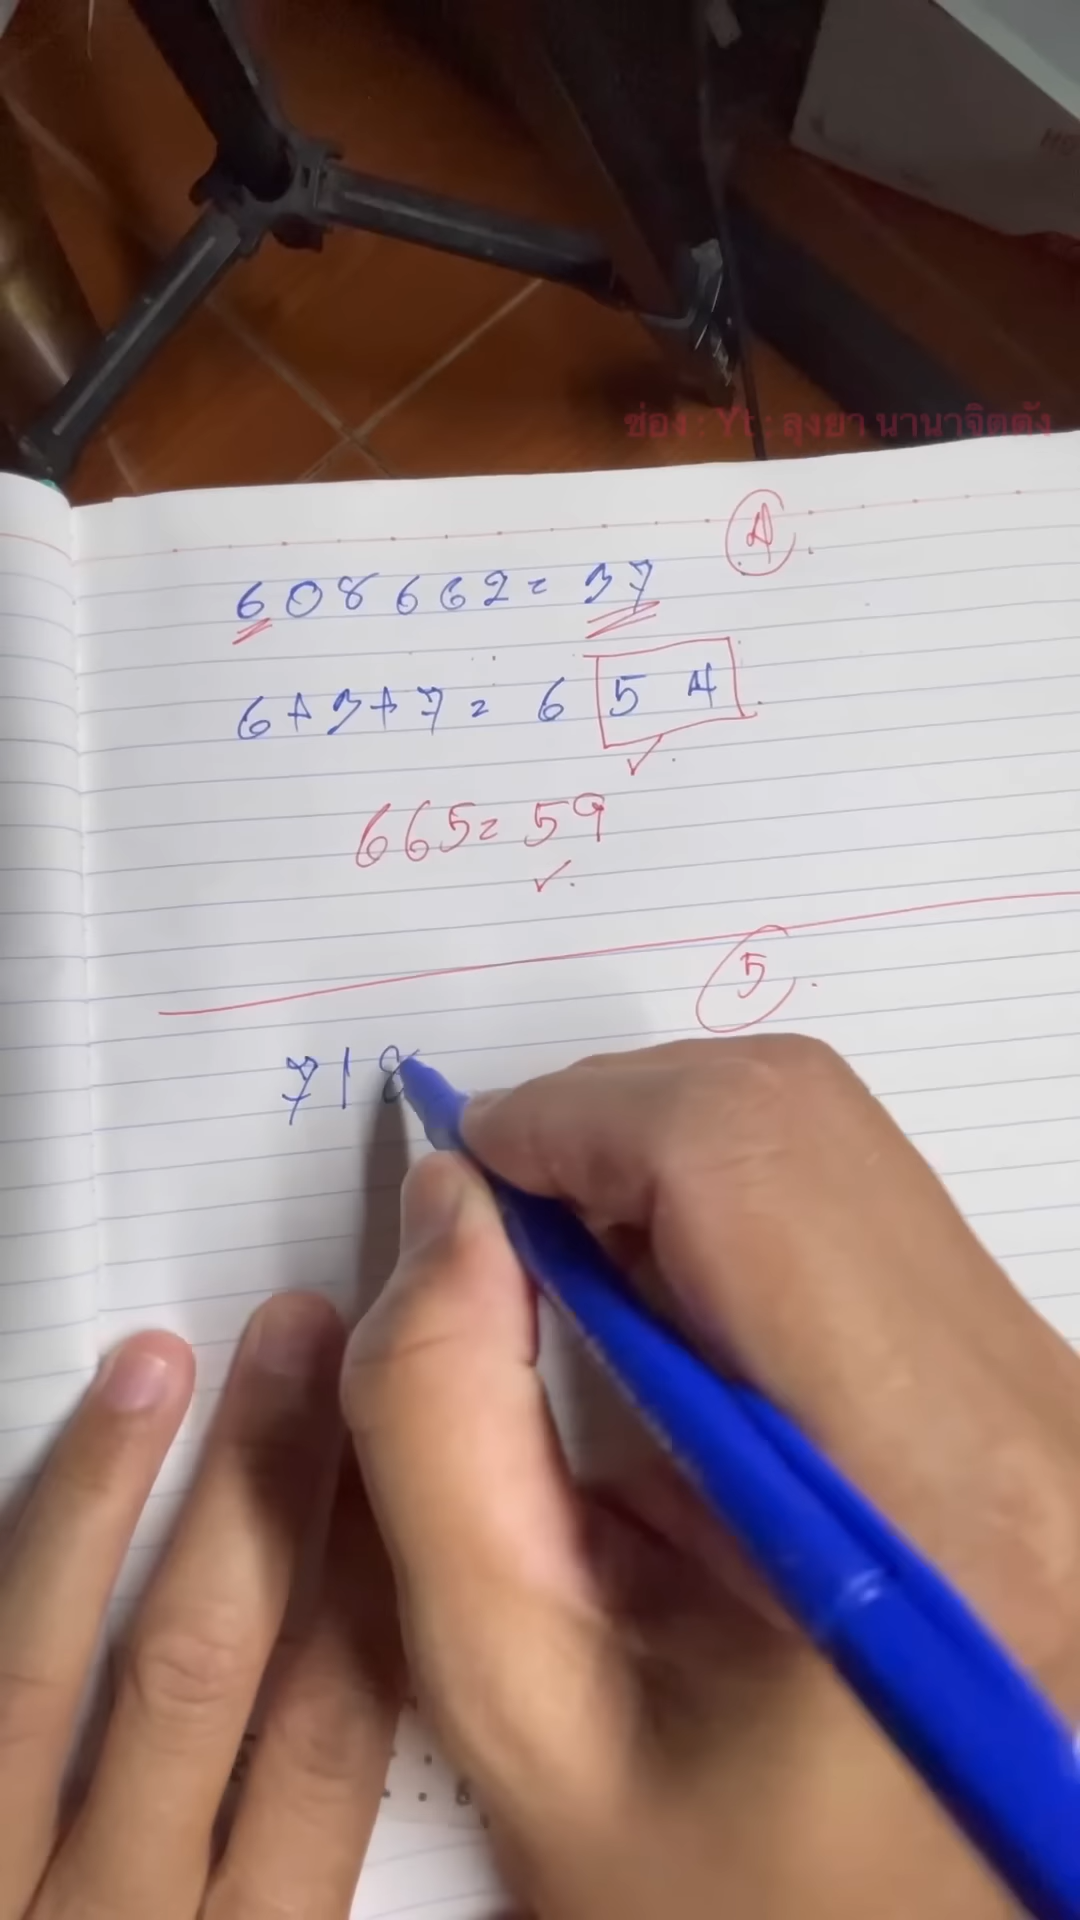 ช่อง : Yt : ลุงยา นานาจิตตัง
4
608662 = 37
6+3+7 = 6 5 4
665 = 59
5
718